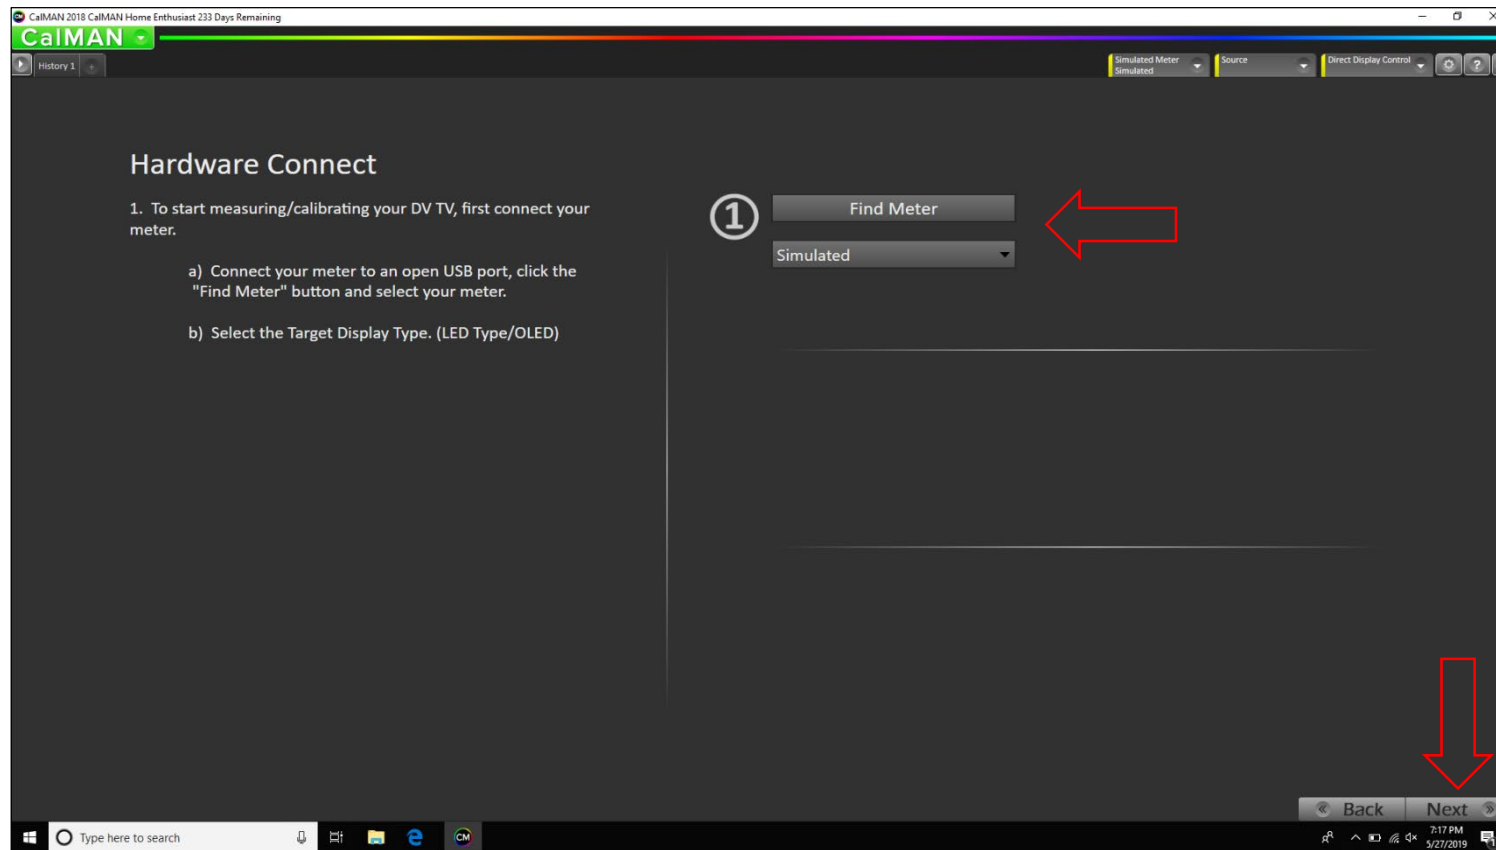 CalMAN 2018 CalMAN Home Enthusiast 233 Days Remaining
CalMAN
History 1
Simulated Meter
Simulated
Source
Direct Display Control
?
Hardware Connect
1. To start measuring/calibrating your DV TV, first connect your
meter.
a) Connect your meter to an open USB port, click the
"Find Meter" button and select your meter.
b) Select the Target Display Type. (LED Type/OLED)
1
Find Meter
Simulated
Back
Next
Type here to search
CM
7:17 PM
5/27/2019